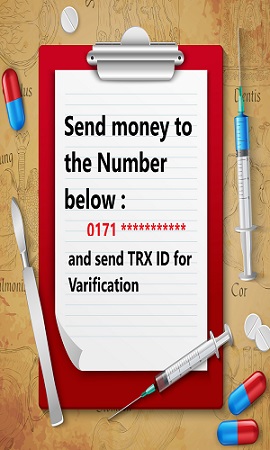 Send money to
the Number
below :
0171 ***********
and send TRX ID for
Varification